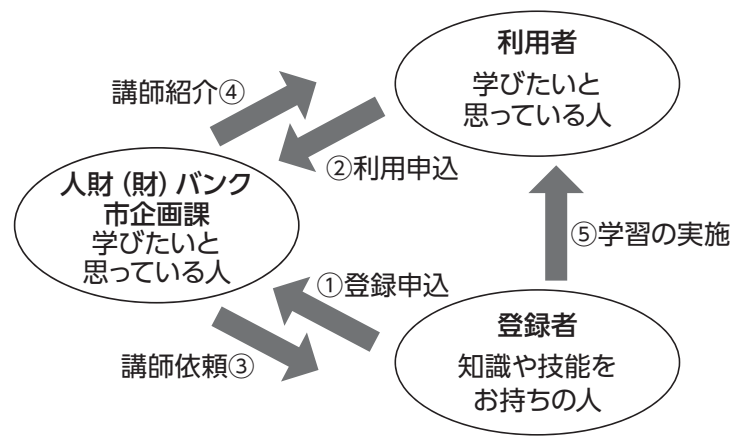 利用者
学びたいと
思っている人
講師紹介④
②利用申込
人財（財）バンク
市企画課
学びたいと
思っている人
⑤学習の実施
①登録申込
講師依頼③
登録者
知識や技能を
お持ちの人